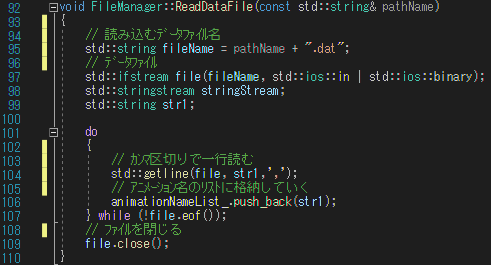 92 void FileManager::ReadDataFile(const std::string& pathName)
93 {
94 // 読み込むデータファイル名
95 std::string fileName = pathName + ".dat";
96 // データファイル
97 std::ifstream file(fileName, std::ios::in | std::ios::binary);
98 std::stringstream stringStream;
99 std::string str1;
100
101 do
102 {
103 // カンマ区切りで一行読む
104 std::getline(file, str1,',');
105 // アニメーション名のリストに格納していく
106 animationNameList_.push_back(str1);
107 } while (!file.eof());
108 // ファイルを閉じる
109 file.close();
110 }